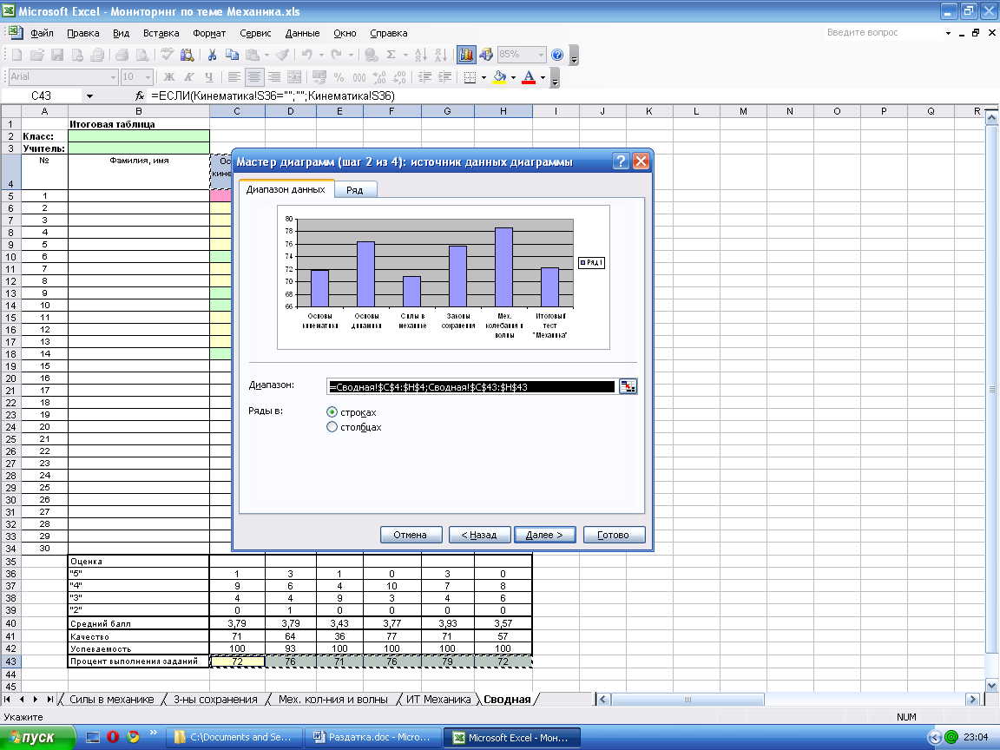 Microsoft Excel - Мониторинг по теме Механика.xls
Файл Правка Вид Вставка Формат Сервис Данные Окно Справка Введите вопрос
85%
Arial 10 Ж К Ч
C43 fx =ЕСЛИ(Кинематика!S36="";"";Кинематика!S36)
A B C D E F G H I J K L M N O P Q R
1 Итоговая таблица
2 Класс:
3 Учитель:
4 № Фамилия, имя
5 1
6 2
7 3
8 4
9 5
10 6
11 7
12 8
13 9
14 10
15 11
16 12
17 13
18 14
19 15
20 16
21 17
22 18
23 19
24 20
25 21
26 22
27 23
28 24
29 25
30 26
31 27
32 28
33 29
34 30
35 Оценка
36 "5" 1 3 1 0 3 0
37 "4" 9 6 4 10 7 8
38 "3" 4 4 9 3 4 6
39 "2" 0 1 0 0 0 0
40 Средний балл 3,79 3,79 3,43 3,77 3,93 3,57
41 Качество 71 64 36 77 71 57
42 Успеваемость 100 93 100 100 100 100
43 Процент выполнения заданий 72 76 71 76 79 72
44
45
Мастер диаграмм (шаг 2 из 4): источник данных диаграммы
Диапазон данных Ряд
80
78
76
74
72
70
68
66
Ряд1
Основы кинематики
Основы динамики
Силы в механике
Законы сохранения
Мех. колебания и волны
Итоговый тест "Механика"
Диапазон: =Сводная!$C$4:$H$4;Сводная!$C$43:$H$43
Ряды в: строках
столбцах
Отмена < Назад Далее > Готово
Силы в механике З-ны сохранения Мех. кол-ния и волны ИТ Механика Сводная
Укажите NUM
пуск C:\Documents and Se... Раздатка.doc - Micro... Microsoft Excel - Мон... 23:04